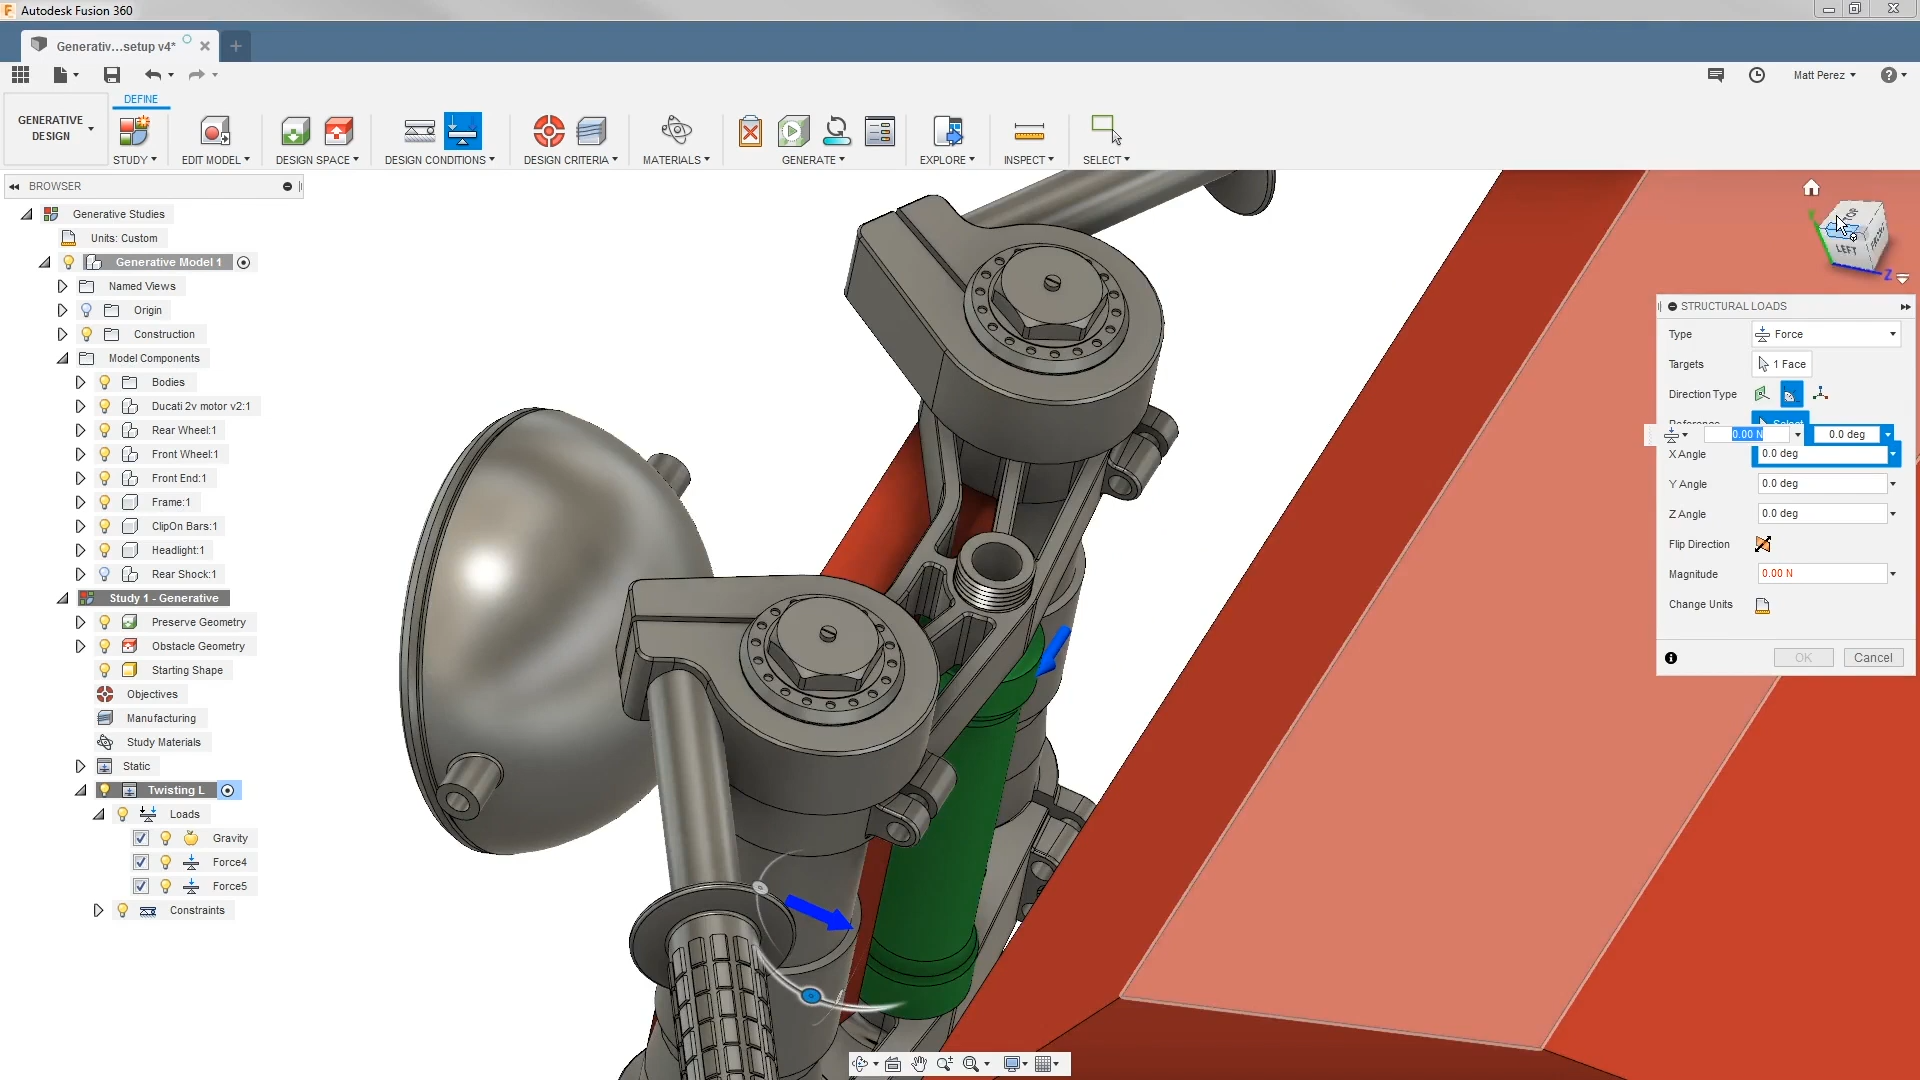 Autodesk Fusion 360
Generativ...setup v4*
Matt Perez
GENERATIVE
DESIGN
DEFINE
STUDY
EDIT MODEL
DESIGN SPACE
DESIGN CONDITIONS
DESIGN CRITERIA
MATERIALS
GENERATE
EXPLORE
INSPECT
SELECT
BROWSER
Generative Studies
Units: Custom
Generative Model 1
Named Views
Origin
Construction
Model Components
Bodies
Ducati 2v motor v2:1
Rear Wheel:1
Front Wheel:1
Front End:1
Frame:1
ClipOn Bars:1
Headlight:1
Rear Shock:1
Study 1 - Generative
Preserve Geometry
Obstacle Geometry
Starting Shape
Objectives
Manufacturing
Study Materials
Static
Twisting L
Loads
Gravity
Force4
Force5
Constraints
TOP
LEFT
Z
STRUCTURAL LOADS
Type Force
Targets 1 Face
Direction Type
Reference Select
0.00 N 0.0 deg
X Angle 0.0 deg
Y Angle 0.0 deg
Z Angle 0.0 deg
Flip Direction
Magnitude 0.00 N
Change Units
OK Cancel